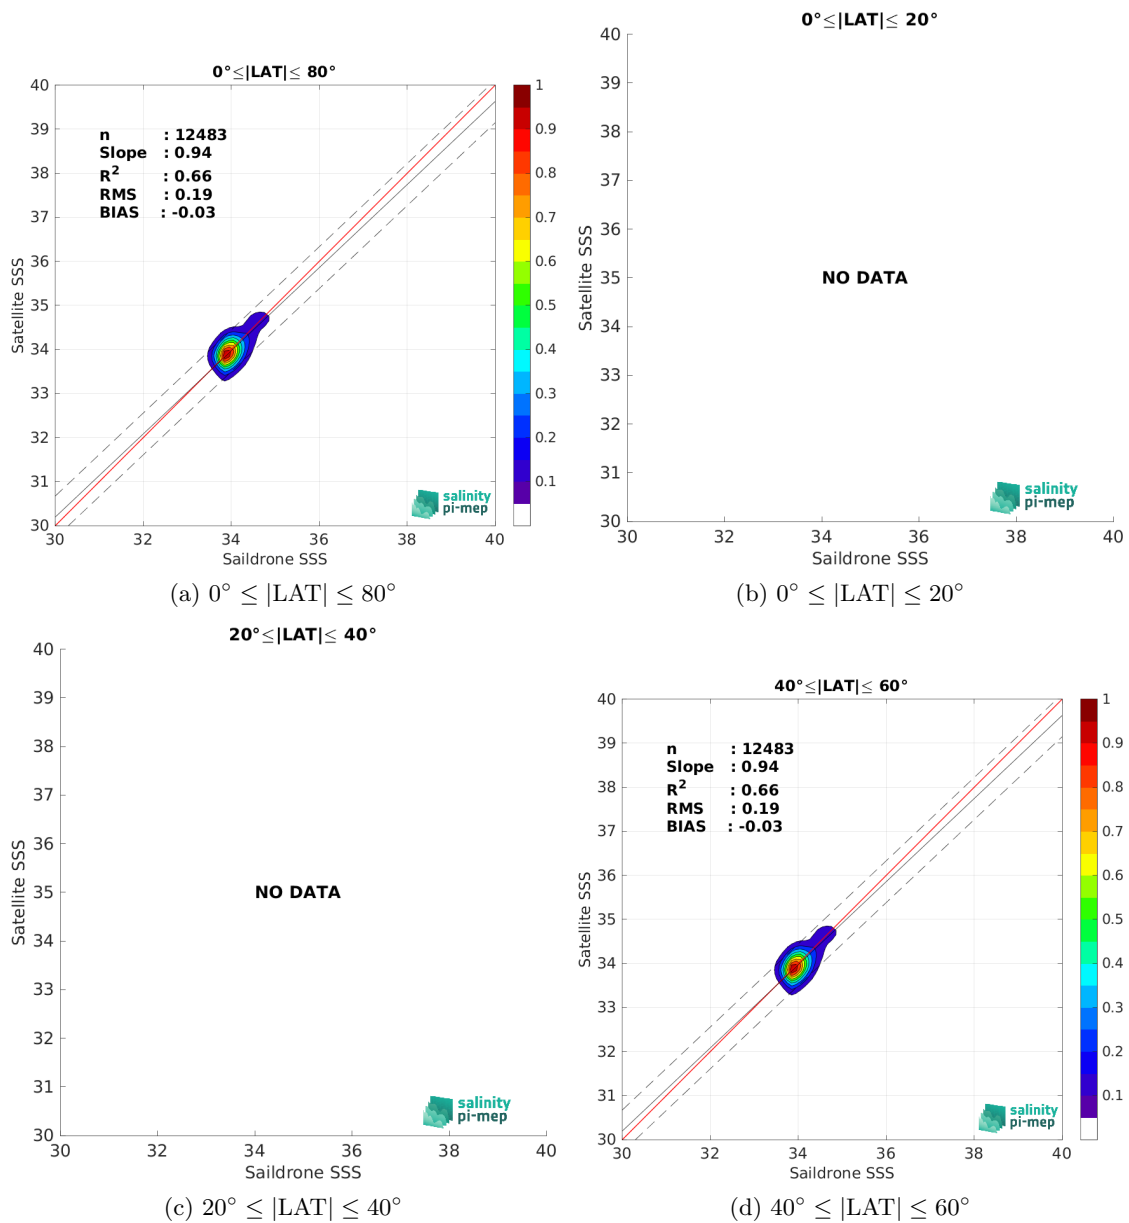 0°≤|LAT|≤ 80°
40
39
38
37
36
35
34
33
32
31
30
Satellite SSS
n : 12483
Slope : 0.94
R2 : 0.66
RMS : 0.19
BIAS : -0.03
salinity
pi-mep
30 32 34 36 38 40
Saildrone SSS
1
0.9
0.8
0.7
0.6
0.5
0.4
0.3
0.2
0.1
(a) 0° ≤ |LAT| ≤ 80°
0°≤|LAT|≤ 20°
40
39
38
37
36
35
34
33
32
31
30
Satellite SSS
NO DATA
salinity
pi-mep
30 32 34 36 38 40
Saildrone SSS
(b) 0° ≤ |LAT| ≤ 20°
20°≤|LAT|≤ 40°
40
39
38
37
36
35
34
33
32
31
30
Satellite SSS
NO DATA
salinity
pi-mep
30 32 34 36 38 40
Saildrone SSS
(c) 20° ≤ |LAT| ≤ 40°
40°≤|LAT|≤ 60°
40
39
38
37
36
35
34
33
32
31
30
Satellite SSS
n : 12483
Slope : 0.94
R2 : 0.66
RMS : 0.19
BIAS : -0.03
salinity
pi-mep
30 32 34 36 38 40
Saildrone SSS
1
0.9
0.8
0.7
0.6
0.5
0.4
0.3
0.2
0.1
(d) 40° ≤ |LAT| ≤ 60°